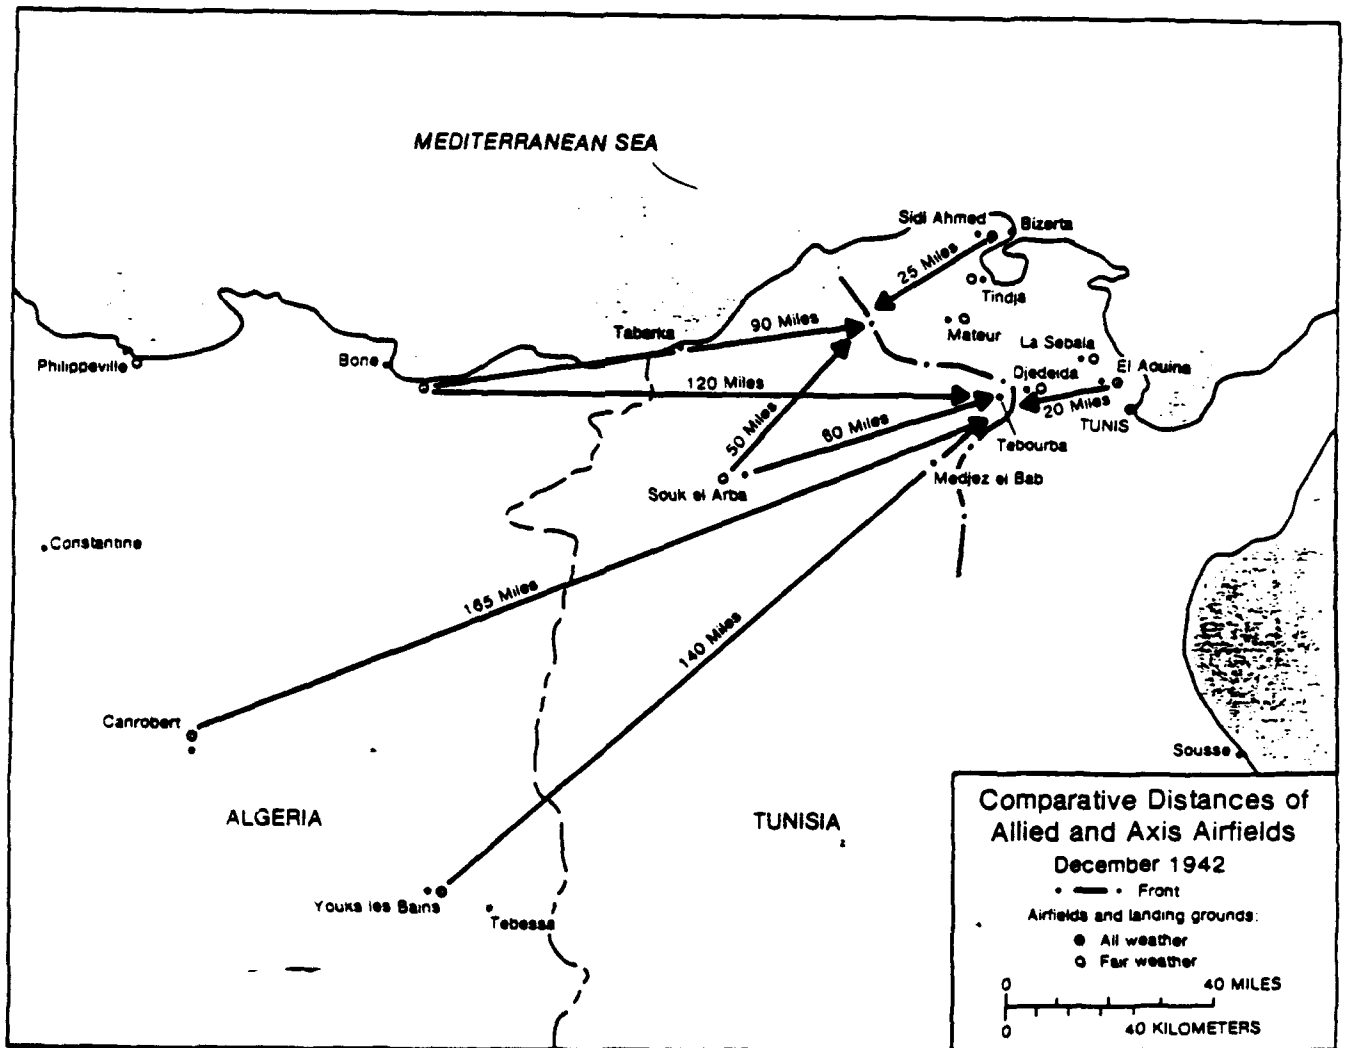 MEDITERRANEAN SEA
Sidi Ahmed
Bizerta
25 Miles
Tindja
Mateur
Tabarka
90 Miles
La Sebala
Philippeville
Bone
Djedeida
El Aouina
120 Miles
20 Miles
TUNIS
50 Miles
60 Miles
Tebourba
Medjez el Bab
Souk el Arba
Constantine
165 Miles
140 Miles
Canrobert
Sousse
ALGERIA
TUNISIA
Youks les Bains
Tebessa
Comparative Distances of
Allied and Axis Airfields
December 1942
Front
Airfields and landing grounds:
All weather
Fair weather
0 40 MILES
0 40 KILOMETERS